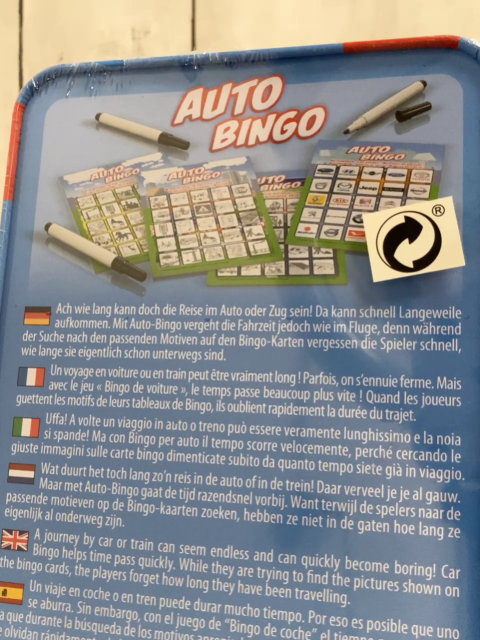 AUTO
BINGO
AUTO
BINGO
AUTO
BINGO
AUTO
BINGO
AUTO
BINGO
Jeep
®
Ach wie lang kann doch die Reise im Auto oder Zug sein! Da kann schnell Langeweile
aufkommen. Mit Auto-Bingo vergeht die Fahrzeit jedoch wie im Fluge, denn während
der Suche nach den passenden Motiven auf den Bingo-Karten vergessen die Spieler schnell,
wie lange sie eigentlich schon unterwegs sind.
Un voyage en voiture ou en train peut être vraiment long ! Parfois, on s'ennuie ferme. Mais
avec le jeu « Bingo de voiture », le temps passe beaucoup plus vite ! Quand les joueurs
guettent les motifs de leurs tableaux de Bingo, ils oublient rapidement la durée du trajet.
Uffa! A volte un viaggio in auto o treno può essere veramente lunghissimo e la noia
si spande! Ma con Bingo per auto il tempo scorre velocemente, perché cercando le
giuste immagini sulle carte bingo dimenticate subito da quanto tempo siete già in viaggio.
Wat duurt het toch lang zo'n reis in de auto of in de trein! Daar verveel je je al gauw.
Maar met Auto-Bingo gaat de tijd razendsnel voorbij. Want terwijl de spelers naar de
passende motieven op de Bingo-kaarten zoeken, hebben ze niet in de gaten hoe lang ze
eigenlijk al onderweg zijn.
A journey by car or train can seem endless and can quickly become boring! Car
Bingo helps time pass quickly. While they are trying to find the pictures shown on
the bingo cards, the players forget how long they have been travelling.
Un viaje en coche o en tren puede durar mucho tiempo. Por eso es posible que uno
se aburra. Sin embargo, con el juego de "Bingo de coche", el tiempo
que durante la búsqueda de los motivos
olvidan rápidamente